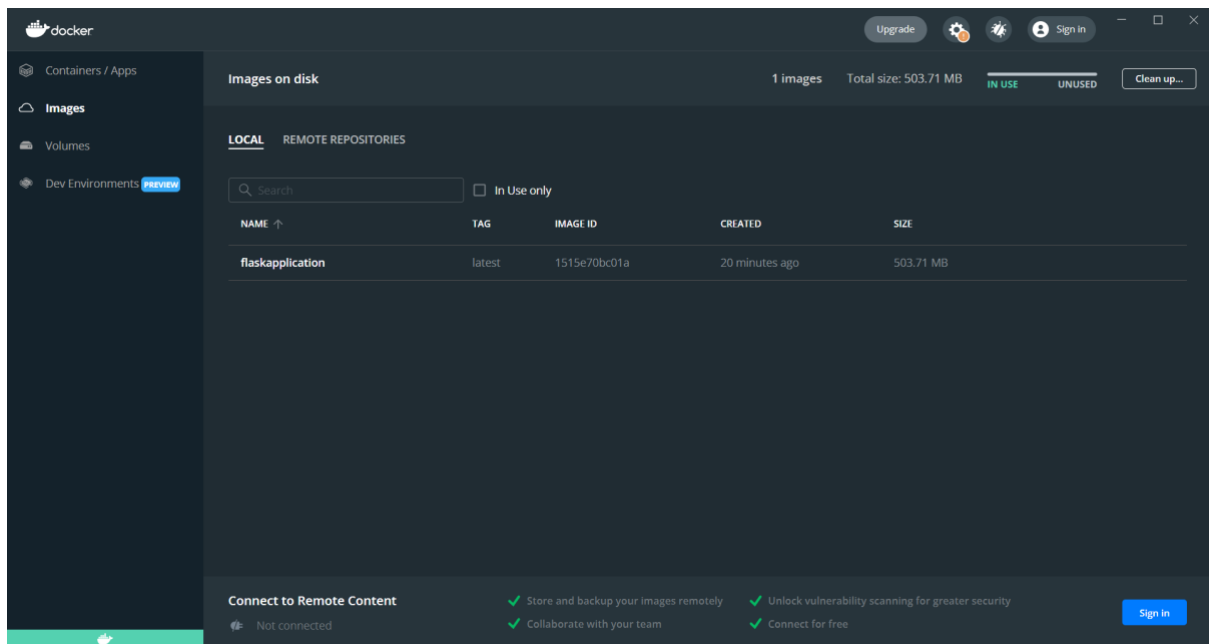 docker
Upgrade
Sign in
Containers / Apps
Images
Volumes
Dev Environments PREVIEW
Images on disk
1 images Total size: 503.71 MB IN USE UNUSED Clean up...
LOCAL REMOTE REPOSITORIES
Search
In Use only
NAME TAG IMAGE ID CREATED SIZE
flaskapplication latest 1515e70bc01a 20 minutes ago 503.71 MB
Connect to Remote Content
Not connected
Store and backup your images remotely
Collaborate with your team
Unlock vulnerability scanning for greater security
Connect for free
Sign in